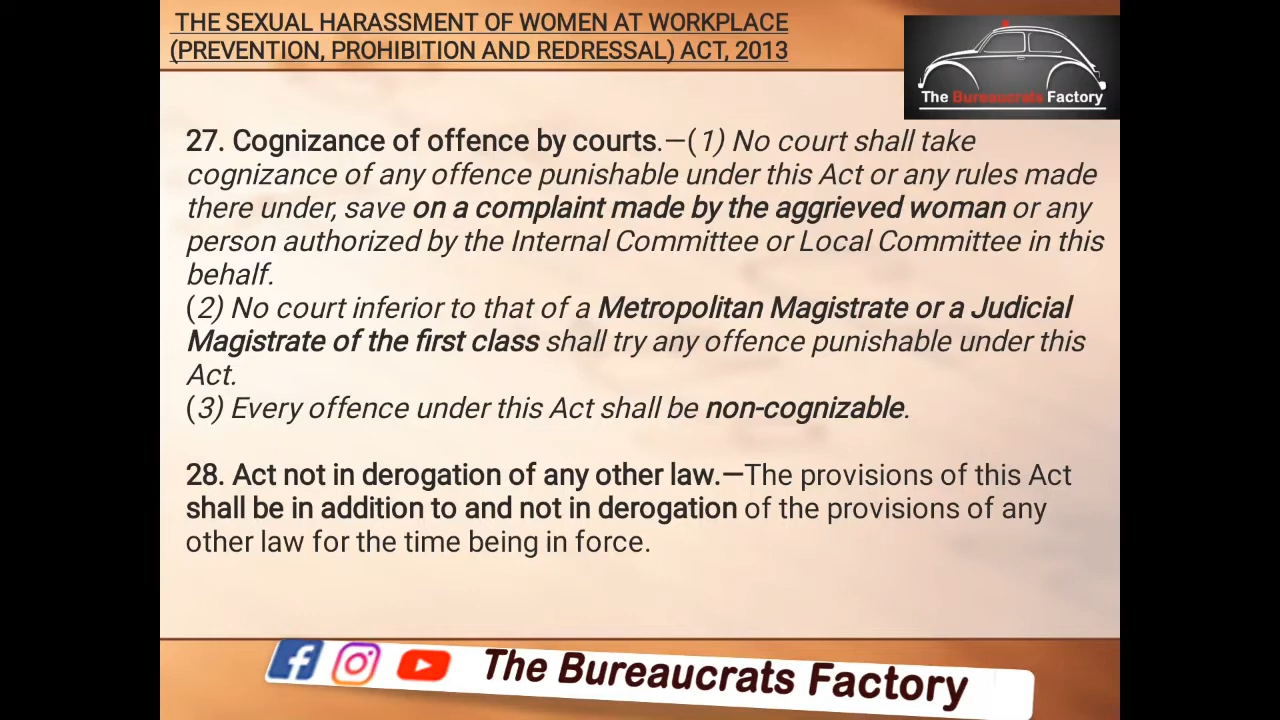 THE SEXUAL HARASSMENT OF WOMEN AT WORKPLACE
(PREVENTION, PROHIBITION AND REDRESSAL) ACT, 2013
The Bureaucrats Factory
27. Cognizance of offence by courts.—(1) No court shall take
cognizance of any offence punishable under this Act or any rules made
there under, save on a complaint made by the aggrieved woman or any
person authorized by the Internal Committee or Local Committee in this
behalf.
(2) No court inferior to that of a Metropolitan Magistrate or a Judicial
Magistrate of the first class shall try any offence punishable under this
Act.
(3) Every offence under this Act shall be non-cognizable.
28. Act not in derogation of any other law.—The provisions of this Act
shall be in addition to and not in derogation of the provisions of any
other law for the time being in force.
The Bureaucrats Factory